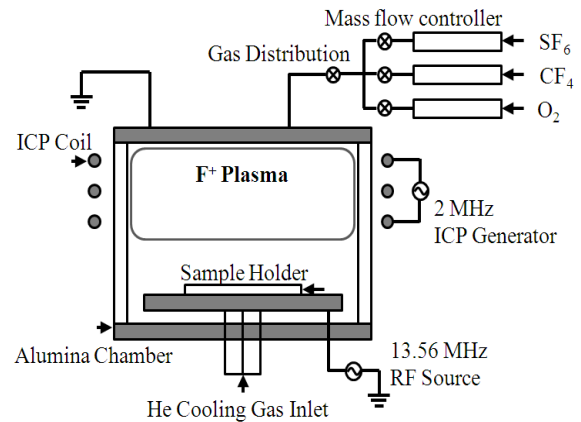 Mass flow controller
Gas Distribution
SF₆
CF₄
O₂
ICP Coil
F⁺ Plasma
2 MHz
ICP Generator
Sample Holder
Alumina Chamber
13.56 MHz
RF Source
He Cooling Gas Inlet